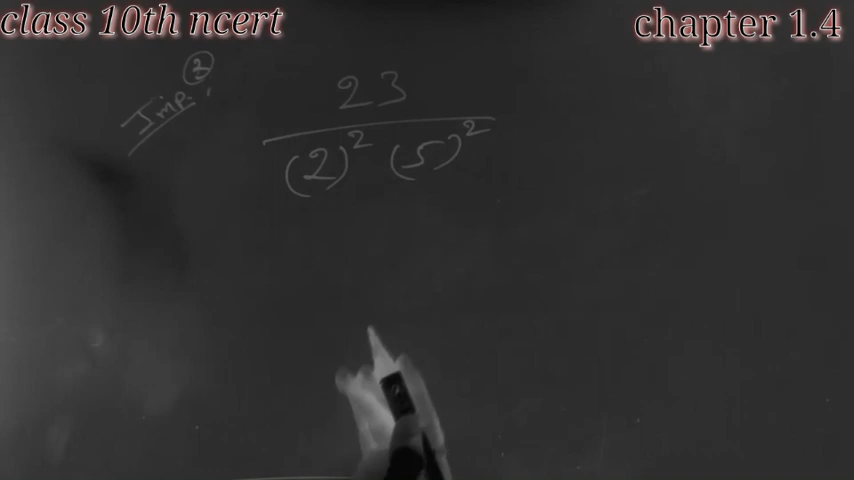 class 10th ncert
chapter 1.4
Imp. (3)
23
(2)² (5)²